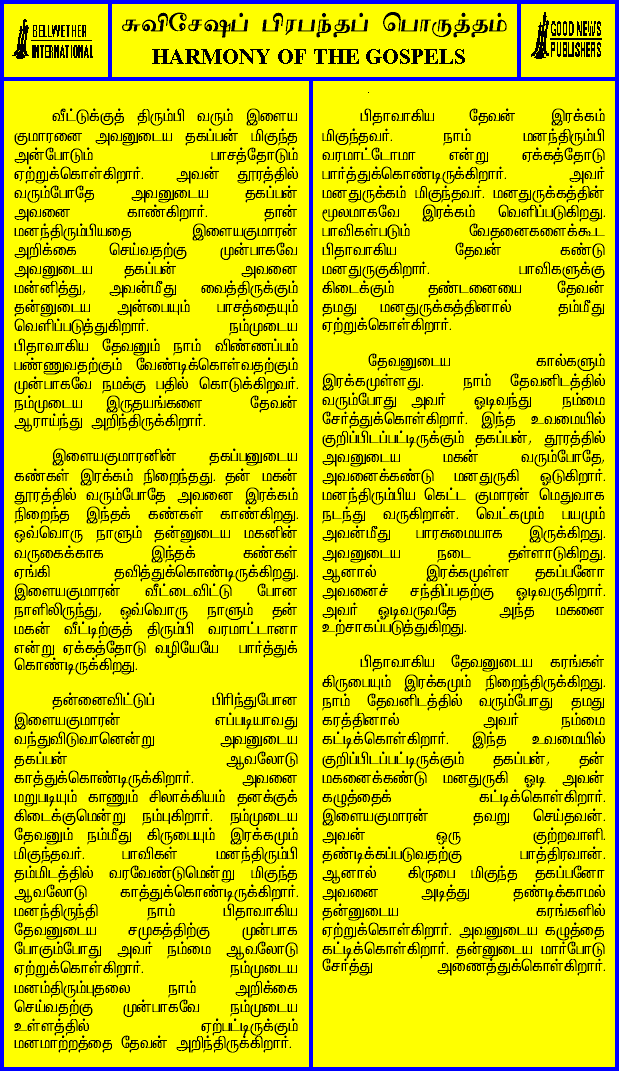 BELLWETHER
INTERNATIONAL
சுவிசேஷப் பிரபந்தப் பொருத்தம்
HARMONY OF THE GOSPELS
GOOD NEWS
PUBLISHERS
வீட்டுக்குத் திரும்பி வரும் இளைய
குமாரனை அவனுடைய தகப்பன் மிகுந்த
அன்போடும் பாசத்தோடும்
ஏற்றுக்கொள்கிறார். அவன் தூரத்தில்
வரும்போதே அவனுடைய தகப்பன்
அவனை காண்கிறார். தான்
மனந்திரும்பியதை இளையகுமாரன்
அறிக்கை செய்வதற்கு முன்பாகவே
அவனுடைய தகப்பன் அவனை
மன்னித்து, அவன்மீது வைத்திருக்கும்
தன்னுடைய அன்பையும் பாசத்தையும்
வெளிப்படுத்துகிறார். நம்முடைய
பிதாவாகிய தேவனும் நாம் விண்ணப்பம்
பண்ணுவதற்கும் வேண்டிக்கொள்வதற்கும்
முன்பாகவே நமக்கு பதில் கொடுக்கிறவர்.
நம்முடைய இருதயங்களை தேவன்
ஆராய்ந்து அறிந்திருக்கிறார்.
இளையகுமாரனின் தகப்பனுடைய
கண்கள் இரக்கம் நிறைந்தது. தன் மகன்
தூரத்தில் வரும்போதே அவனை இரக்கம்
நிறைந்த இந்தக் கண்கள் காண்கிறது.
ஒவ்வொரு நாளும் தன்னுடைய மகனின்
வருகைக்காக இந்தக் கண்கள்
ஏங்கி தவித்துக்கொண்டிருக்கிறது.
இளையகுமாரன் வீட்டைவிட்டு போன
நாளிலிருந்து, ஒவ்வொரு நாளும் தன்
மகன் வீட்டிற்குத் திரும்பி வரமாட்டானா
என்று ஏக்கத்தோடு வழியேயே பார்த்துக்
கொண்டிருக்கிறது.
தன்னைவிட்டுப் பிரிந்துபோன
இளையகுமாரன் எப்படியாவது
வந்துவிடுவானென்று அவனுடைய
தகப்பன் ஆவலோடு
காத்துக்கொண்டிருக்கிறார். அவனை
மறுபடியும் காணும் சிலாக்கியம் தனக்குக்
கிடைக்குமென்று நம்புகிறார். நம்முடைய
தேவனும் நம்மீது கிருபையும் இரக்கமும்
மிகுந்தவர். பாவிகள் மனந்திரும்பி
தம்மிடத்தில் வரவேண்டுமென்று மிகுந்த
ஆவலோடு காத்துக்கொண்டிருக்கிறார்.
மனந்திருந்தி நாம் பிதாவாகிய
தேவனுடைய சமுகத்திற்கு முன்பாக
போகும்போது அவர் நம்மை ஆவலோடு
ஏற்றுக்கொள்கிறார். நம்முடைய
மனம்திரும்புதலை நாம் அறிக்கை
செய்வதற்கு முன்பாகவே நம்முடைய
உள்ளத்தில் ஏற்பட்டிருக்கும்
மனமாற்றத்தை தேவன் அறிந்திருக்கிறார்.
பிதாவாகிய தேவன் இரக்கம்
மிகுந்தவர். நாம் மனந்திரும்பி
வரமாட்டோமா என்று ஏக்கத்தோடு
பார்த்துக்கொண்டிருக்கிறார். அவர்
மனதுருக்கம் மிகுந்தவர். மனதுருக்கத்தின்
மூலமாகவே இரக்கம் வெளிப்படுகிறது.
பாவிகள்படும் வேதனைகளைக்கூட
பிதாவாகிய தேவன் கண்டு
மனதுருகுகிறார். பாவிகளுக்கு
கிடைக்கும் தண்டனையை தேவன்
தமது மனதுருக்கத்தினால் தம்மீது
ஏற்றுக்கொள்கிறார்.
தேவனுடைய கால்களும்
இரக்கமுள்ளது. நாம் தேவனிடத்தில்
வரும்போது அவர் ஓடிவந்து நம்மை
சேர்த்துக்கொள்கிறார். இந்த உவமையில்
குறிப்பிடப்பட்டிருக்கும் தகப்பன், தூரத்தில்
அவனுடைய மகன் வரும்போதே,
அவனைக்கண்டு மனதுருகி ஓடுகிறார்.
மனந்திரும்பிய கெட்ட குமாரன் மெதுவாக
நடந்து வருகிறான். வெட்கமும் பயமும்
அவன்மீது பாரசுமையாக இருக்கிறது.
அவனுடைய நடை தள்ளாடுகிறது.
ஆனால் இரக்கமுள்ள தகப்பனோ
அவனைச் சந்திப்பதற்கு ஓடிவருகிறார்.
அவர் ஓடிவருவதே அந்த மகனை
உற்சாகப்படுத்துகிறது.
பிதாவாகிய தேவனுடைய கரங்கள்
கிருபையும் இரக்கமும் நிறைந்திருக்கிறது.
நாம் தேவனிடத்தில் வரும்போது தமது
கரத்தினால் அவர் நம்மை
கட்டிக்கொள்கிறார். இந்த உவமையில்
குறிப்பிடப்பட்டிருக்கும் தகப்பன், தன்
மகனைக்கண்டு மனதுருகி ஓடி அவன்
கழுத்தைக் கட்டிக்கொள்கிறார்.
இளையகுமாரன் தவறு செய்தவன்.
அவன் ஒரு குற்றவாளி.
தண்டிக்கப்படுவதற்கு பாத்திரவான்.
ஆனால் கிருபை மிகுந்த தகப்பனோ
அவனை அடித்து தண்டிக்காமல்
தன்னுடைய கரங்களில்
ஏற்றுக்கொள்கிறார். அவனுடைய கழுத்தை
கட்டிக்கொள்கிறார். தன்னுடைய மார்போடு
சேர்த்து அணைத்துக்கொள்கிறார்.